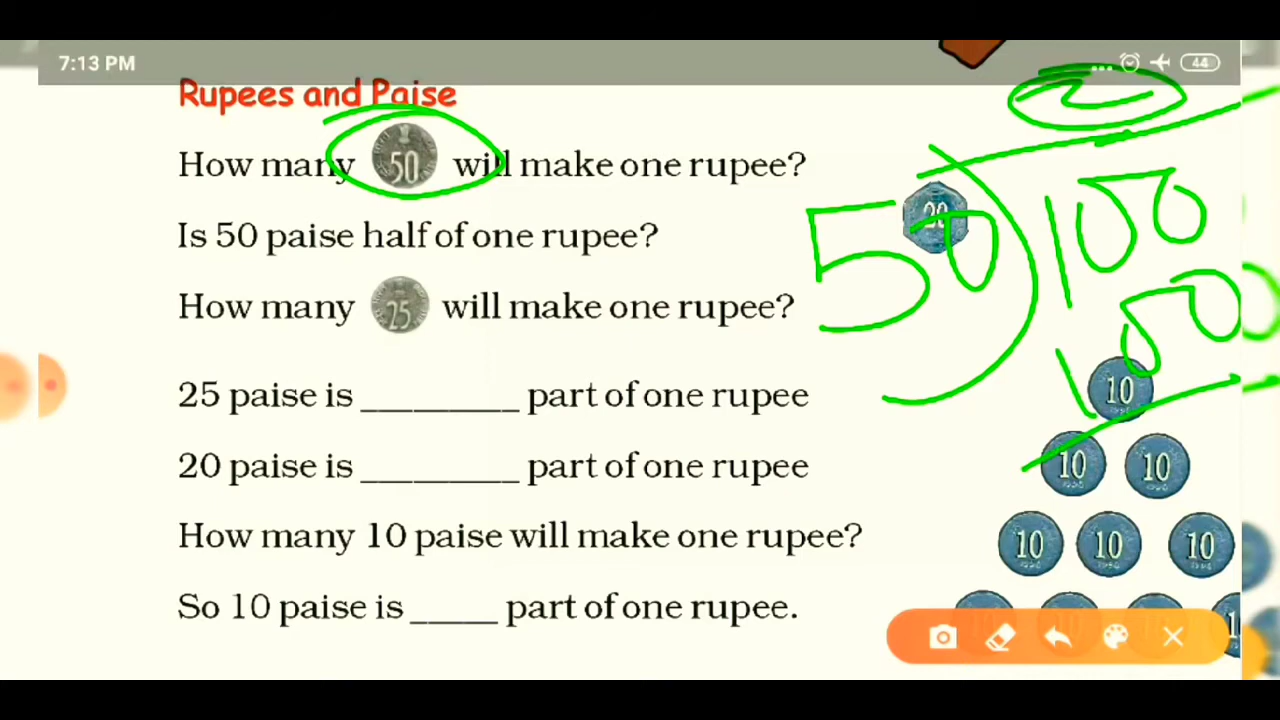 7:13 PM
44
Rupees and Paise
How many 50 will make one rupee?
Is 50 paise half of one rupee?
How many 25 will make one rupee?
25 paise is ________ part of one rupee
20 paise is ________ part of one rupee
How many 10 paise will make one rupee?
So 10 paise is _____ part of one rupee.
2
50) 100
100
20
10
10 10
10 10 10